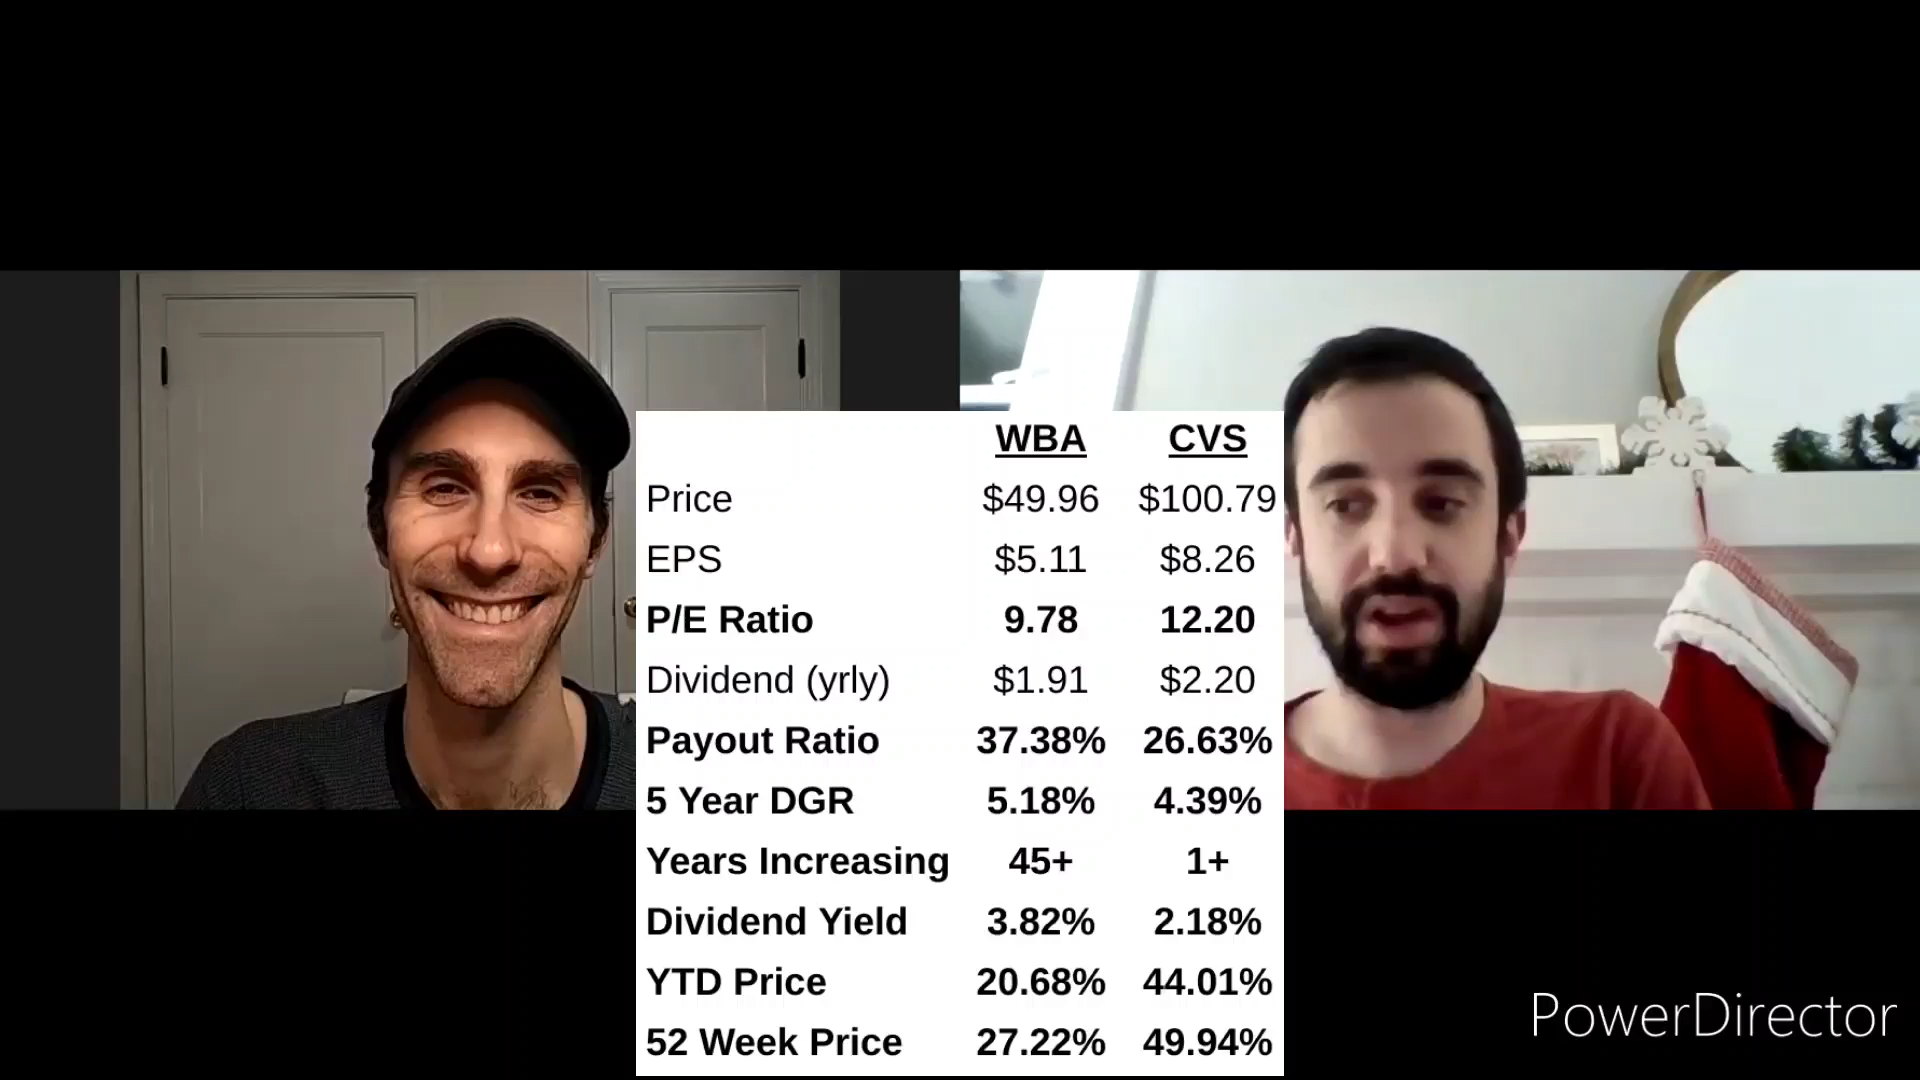 WBA CVS
Price $49.96 $100.79
EPS $5.11 $8.26
P/E Ratio 9.78 12.20
Dividend (yrly) $1.91 $2.20
Payout Ratio 37.38% 26.63%
5 Year DGR 5.18% 4.39%
Years Increasing 45+ 1+
Dividend Yield 3.82% 2.18%
YTD Price 20.68% 44.01%
52 Week Price 27.22% 49.94%
PowerDirector